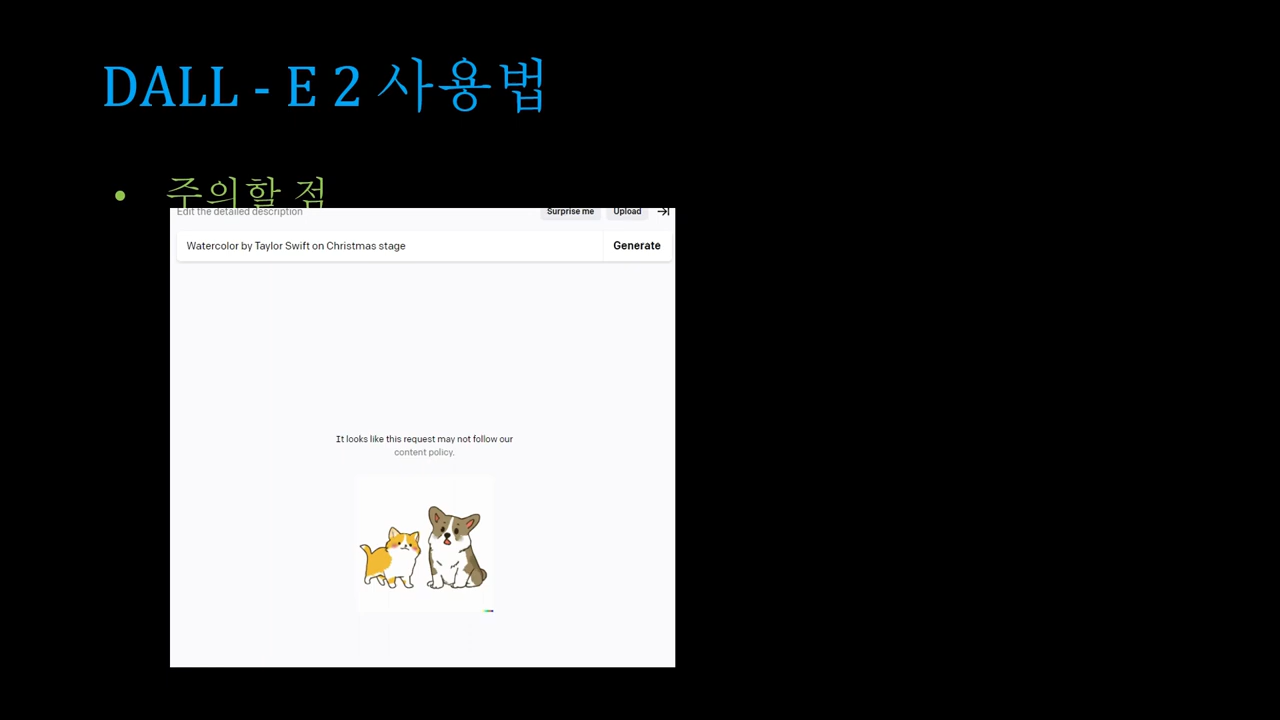 DALL - E 2 사용법
• 주의할 점
Edit the detailed description
Surprise me
Upload
Watercolor by Taylor Swift on Christmas stage
Generate
It looks like this request may not follow our
content policy.